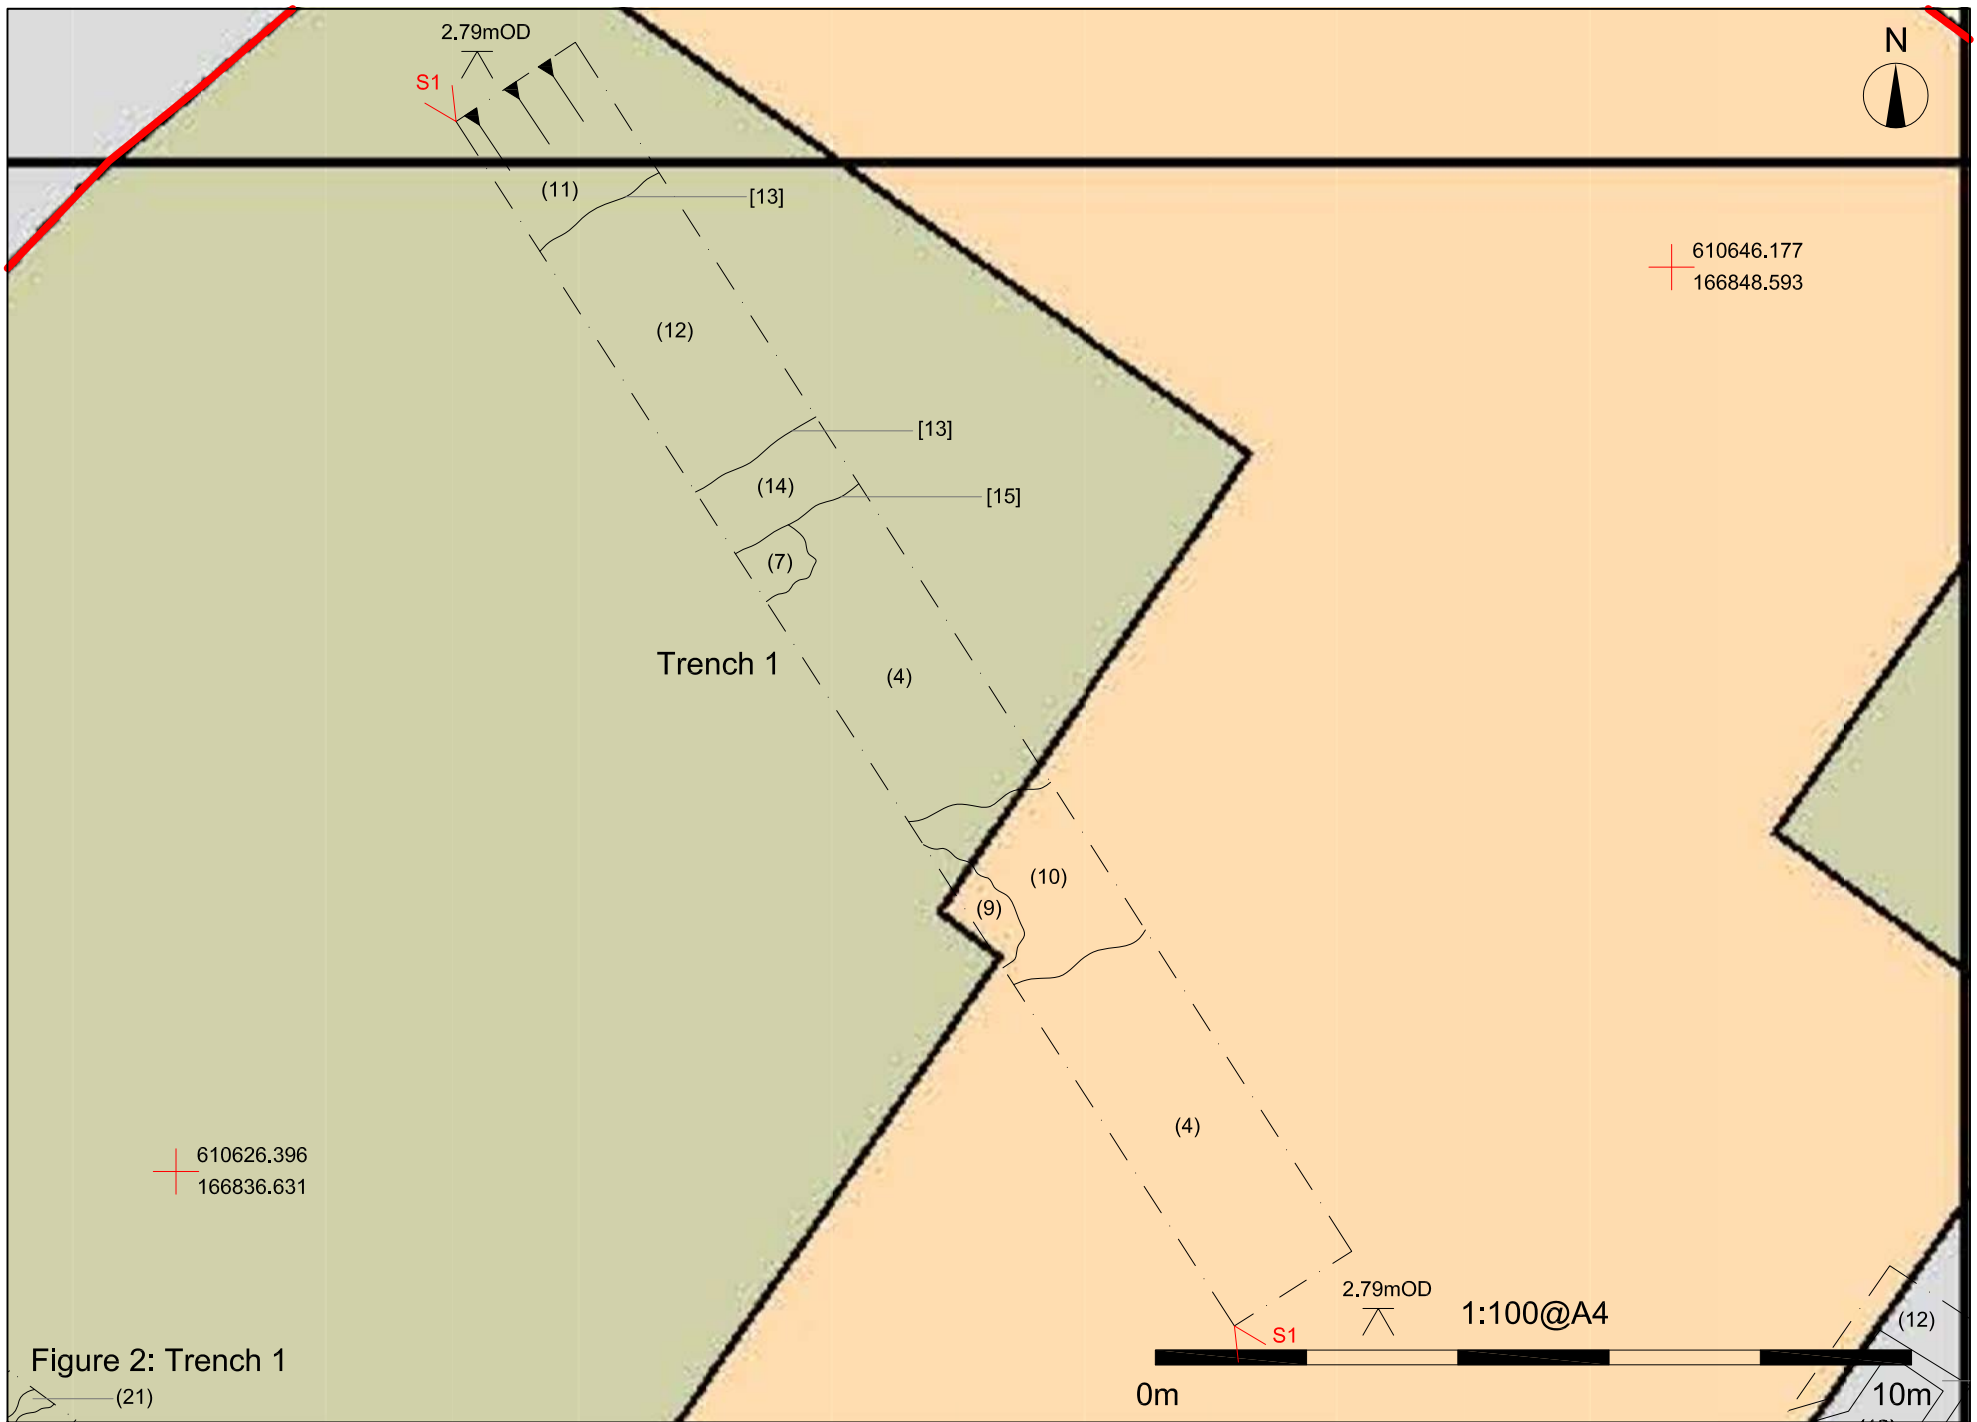 2.79mOD
N
S1
(11)
[13]
610646.177
166848.593
(12)
[13]
(14)
[15]
(7)
Trench 1
(4)
(10)
(9)
(4)
610626.396
166836.631
2.79mOD
1:100@A4
S1
(12)
Figure 2: Trench 1
(21)
0m
10m